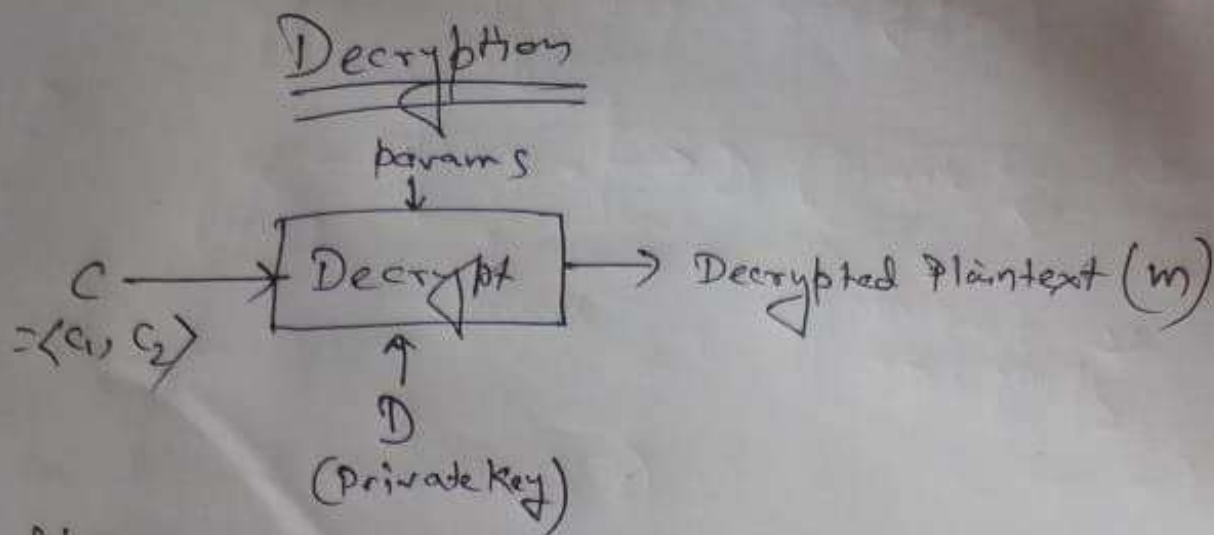 Decryption
params
C Decrypt Decrypted Plaintext (m)
=<C₁, C₂>
D
(Private Key)